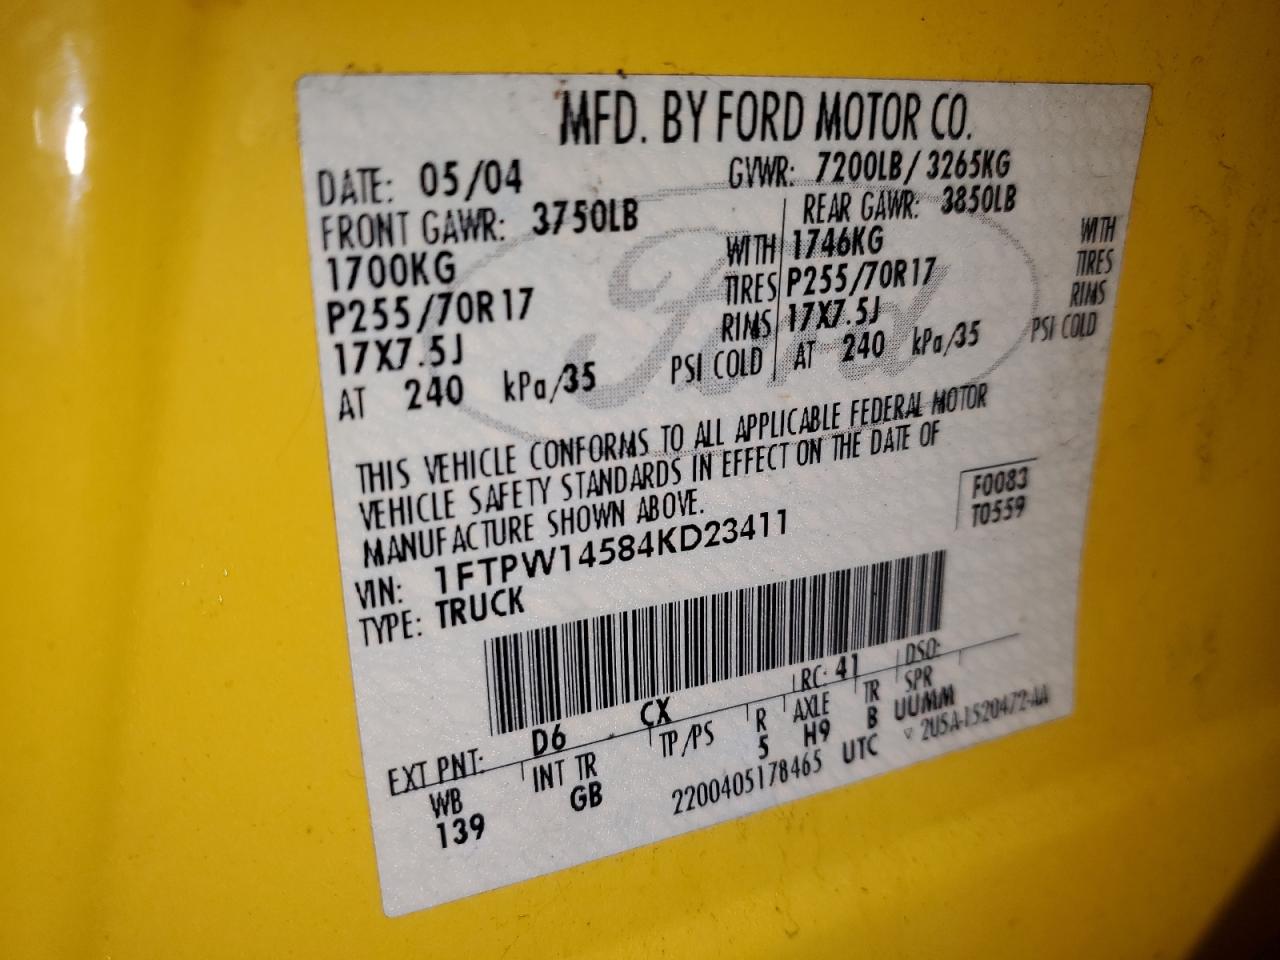 MFD. BY FORD MOTOR CO.
DATE: 05/04 GVWR: 7200LB/ 3265KG
FRONT GAWR: 3750LB REAR GAWR: 3850LB
1700KG WITH 1746KG WITH
P255/70R17 TIRES P255/70R17 TIRES
17X7.5J RIMS 17X7.5J RIMS
AT 240 kPa/35 PSI COLD AT 240 kPa/35 PSI COLD
Ford
THIS VEHICLE CONFORMS TO ALL APPLICABLE FEDERAL MOTOR
VEHICLE SAFETY STANDARDS IN EFFECT ON THE DATE OF
MANUFACTURE SHOWN ABOVE.
F0083
T0559
VIN: 1FTPW14584KD23411
TYPE: TRUCK
EXT PNT: D6 CX RC: 41 DSO:
WB INT TR TP/PS R AXLE TR SPR
139 GB 5 H9 B UUMM
2200405178465 UTC ▽ 2U5A-1520472-AA